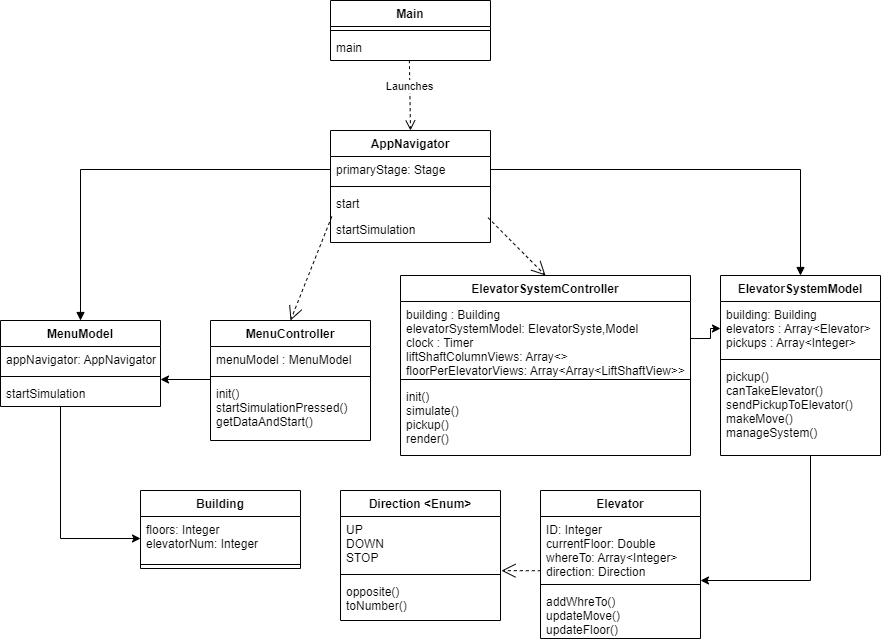 Main
main
Launches
AppNavigator
primaryStage: Stage
start
startSimulation
MenuModel
appNavigator: AppNavigator
startSimulation
MenuController
menuModel : MenuModel
init()
startSimulationPressed()
getDataAndStart()
ElevatorSystemController
building : Building
elevatorSystemModel: ElevatorSyste,Model
clock : Timer
liftShaftColumnViews: Array<>
floorPerElevatorViews: Array<Array<LiftShaftView>>
init()
simulate()
pickup()
render()
ElevatorSystemModel
building: Building
elevators : Array<Elevator>
pickups : Array<Integer>
pickup()
canTakeElevator()
sendPickupToElevator()
makeMove()
manageSystem()
Building
floors: Integer
elevatorNum: Integer
Direction <Enum>
UP
DOWN
STOP
opposite()
toNumber()
Elevator
ID: Integer
currentFloor: Double
whereTo: Array<Integer>
direction: Direction
addWhreTo()
updateMove()
updateFloor()